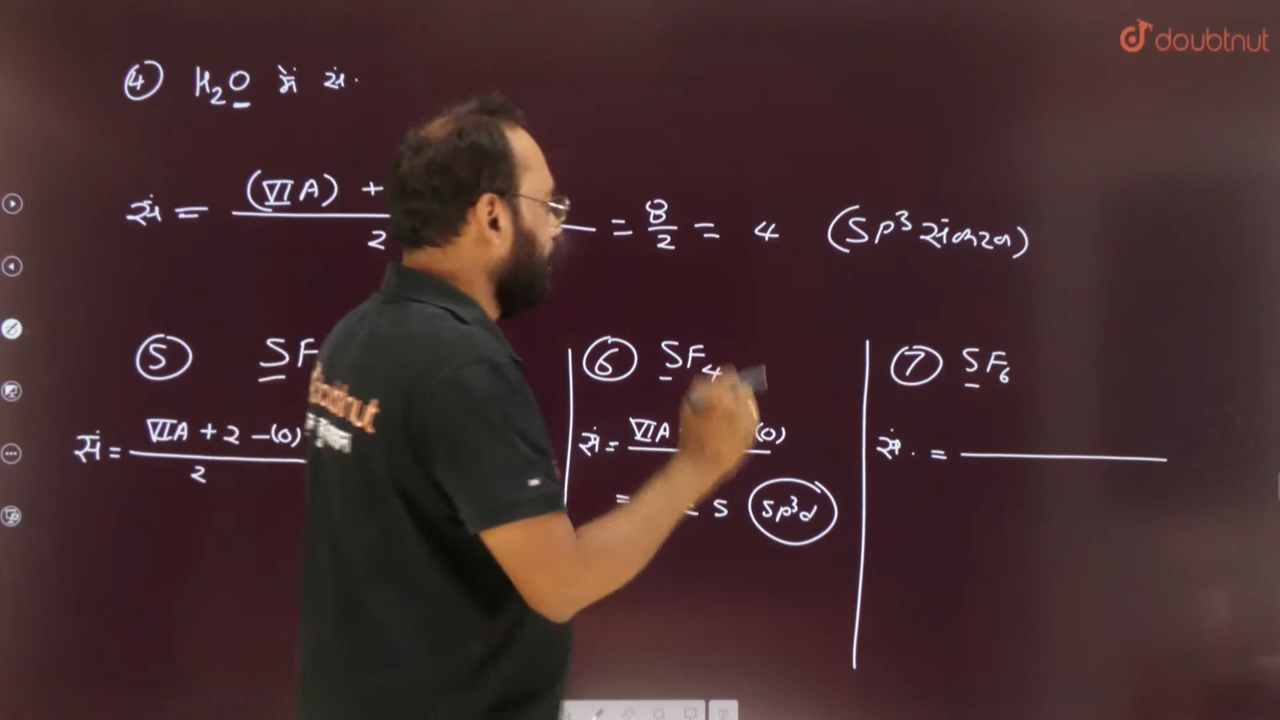 doubtnut
④ H₂O में सं.
सं = (VI A) +
2
= 8/2 = 4 (sp³ संकरण)
⑤ SF
सं = VIA + 2 -(0)
2
⑥ SF₄
सं = VIA (0)
= = 5 sp³d
⑦ SF₆
सं. =